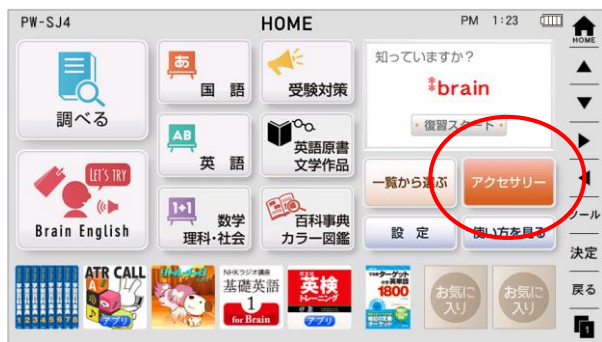 PW-SJ4
HOME
PM 1:23
HOME
調べる
あ
国 語
受験対策
知っていますか？
**brain
・復習スタート・
AB
英 語
英語原書
文学作品
LET'S TRY
Brain English
1+1
数学
理科・社会
百科事典
カラー図鑑
一覧から選ぶ
アクセサリー
設 定
使い方を見る
ツール
決定
戻る
ATR CALL
アプリ
NHKラジオ講座
基礎英語
1
for Brain
英検
トレーニング
アプリ
ターゲット
1800
お気に
入り
お気に
入り